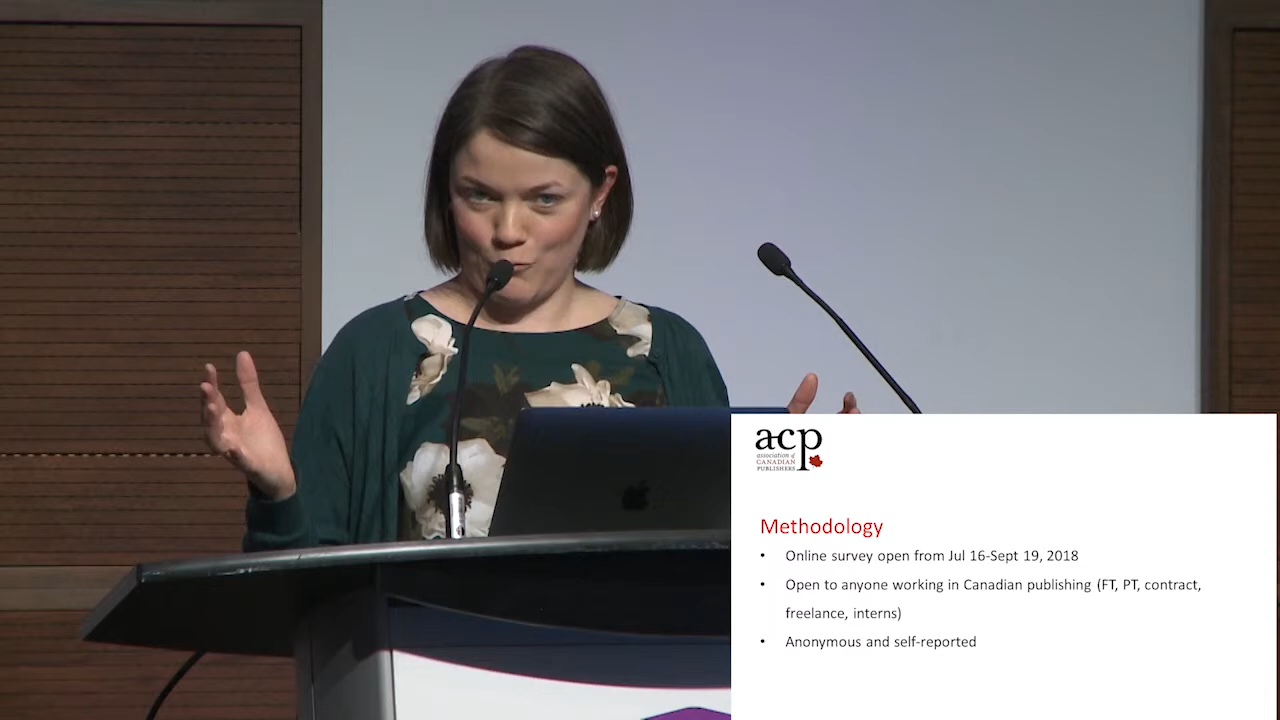 acp
association of
CANADIAN
PUBLISHERS
Methodology
• Online survey open from Jul 16-Sept 19, 2018
• Open to anyone working in Canadian publishing (FT, PT, contract,
freelance, interns)
• Anonymous and self-reported